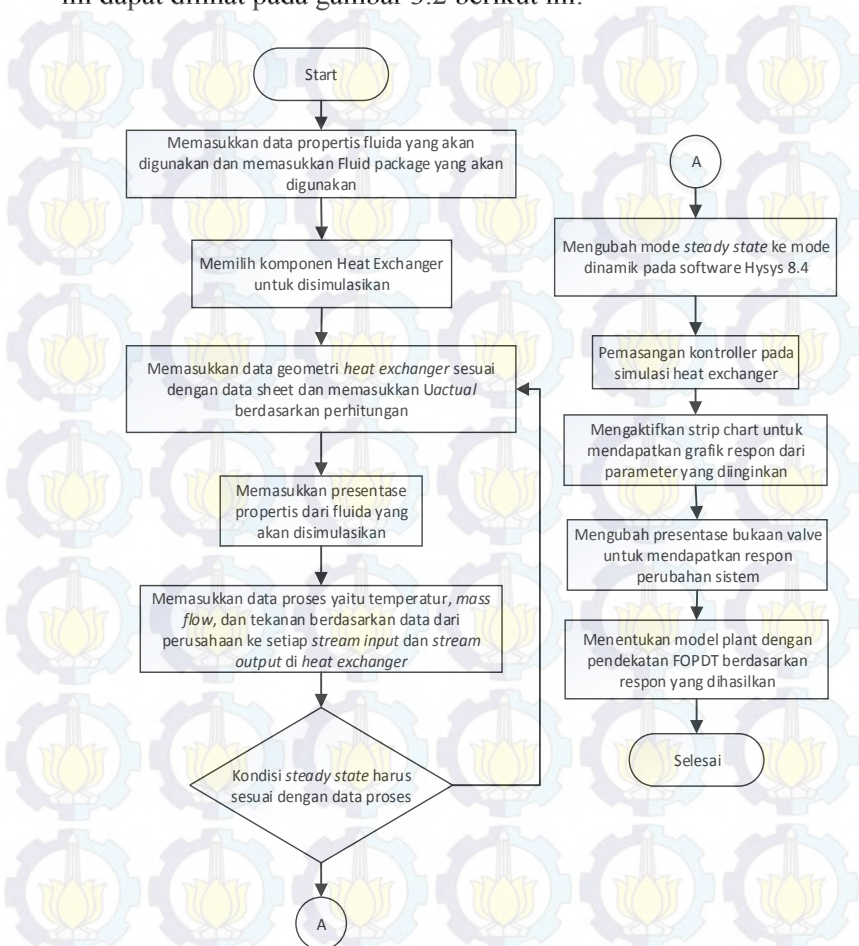 ini dapat dilihat pada gambar 3.2 berikut ini:
Start
Memasukkan data propertis fluida yang akan
digunakan dan memasukkan Fluid package yang akan
digunakan
Memilih komponen Heat Exchanger
untuk disimulasikan
Memasukkan data geometri heat exchanger sesuai
dengan data sheet dan memasukkan Uactual
berdasarkan perhitungan
Memasukkan presentase
propertis dari fluida yang
akan disimulasikan
Memasukkan data proses yaitu temperatur, mass
flow, dan tekanan berdasarkan data dari
perusahaan ke setiap stream input dan stream
output di heat exchanger
Kondisi steady state harus
sesuai dengan data proses
A
A
Mengubah mode steady state ke mode
dinamik pada software Hysys 8.4
Pemasangan kontroller pada
simulasi heat exchanger
Mengaktifkan strip chart untuk
mendapatkan grafik respon dari
parameter yang diinginkan
Mengubah presentase bukaan valve
untuk mendapatkan respon
perubahan sistem
Menentukan model plant dengan
pendekatan FOPDT berdasarkan
respon yang dihasilkan
Selesai